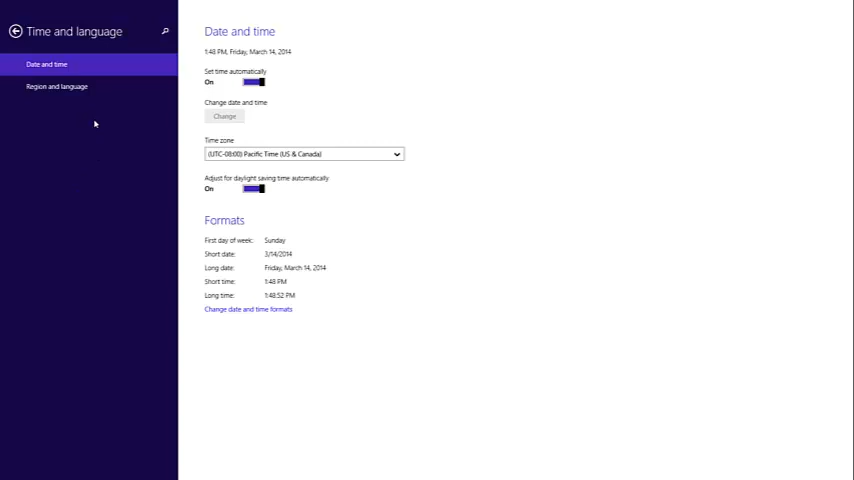 Time and language
Date and time
Region and language
Date and time
1:48 PM, Friday, March 14, 2014
Set time automatically
On
Change date and time
Change
Time zone
(UTC-08:00) Pacific Time (US & Canada)
Adjust for daylight saving time automatically
On
Formats
First day of week: Sunday
Short date: 3/14/2014
Long date: Friday, March 14, 2014
Short time: 1:48 PM
Long time: 1:48:52 PM
Change date and time formats